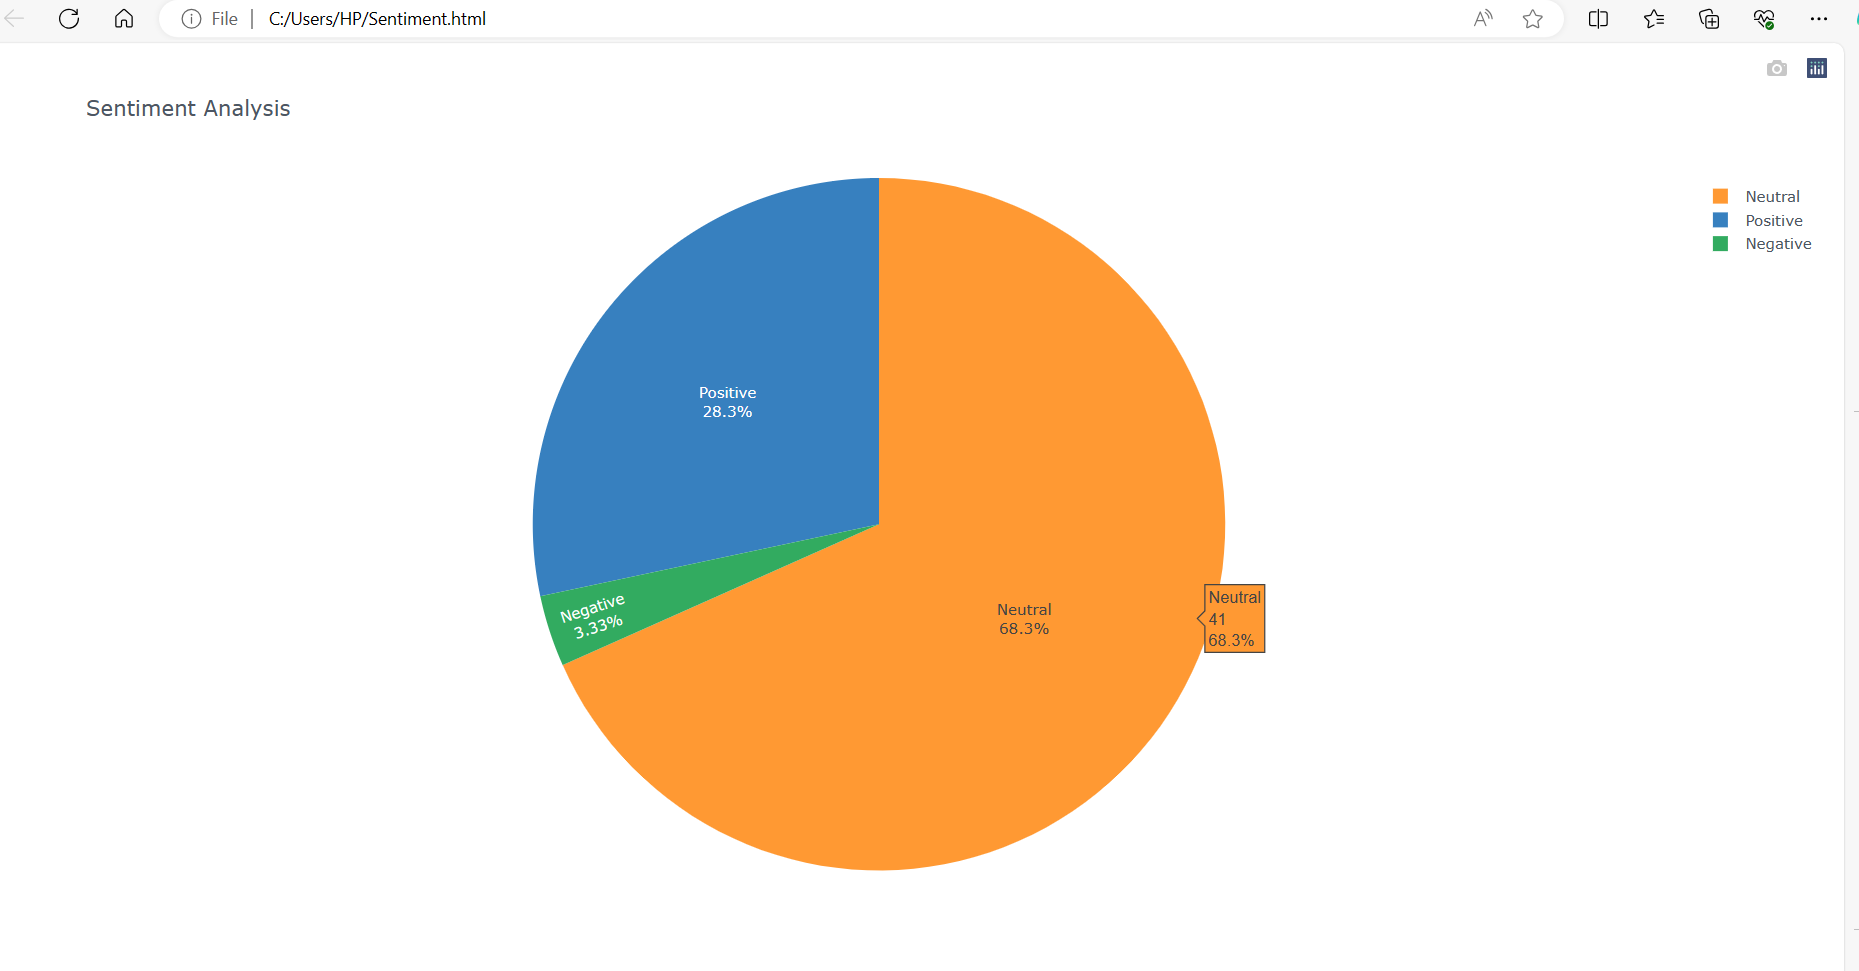 File
C:/Users/HP/Sentiment.html
Sentiment Analysis
Neutral
Positive
Negative
Positive
28.3%
Negative
3.33%
Neutral
68.3%
Neutral
41
68.3%